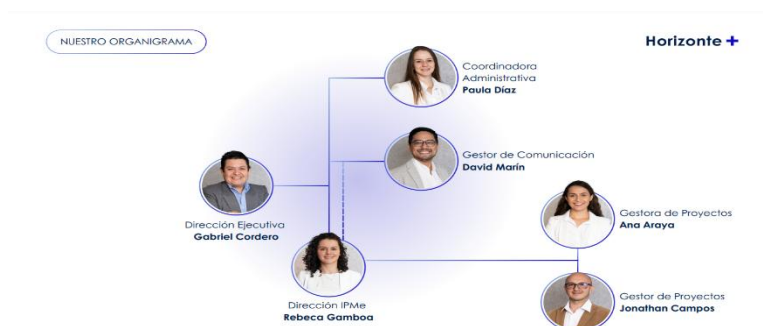 NUESTRO ORGANIGRAMA
Horizonte +
Coordinadora
Administrativa
Paula Díaz
Gestor de Comunicación
David Marín
Dirección Ejecutiva
Gabriel Cordero
Gestora de Proyectos
Ana Araya
Dirección IPMe
Rebeca Gamboa
Gestor de Proyectos
Jonathan Campos